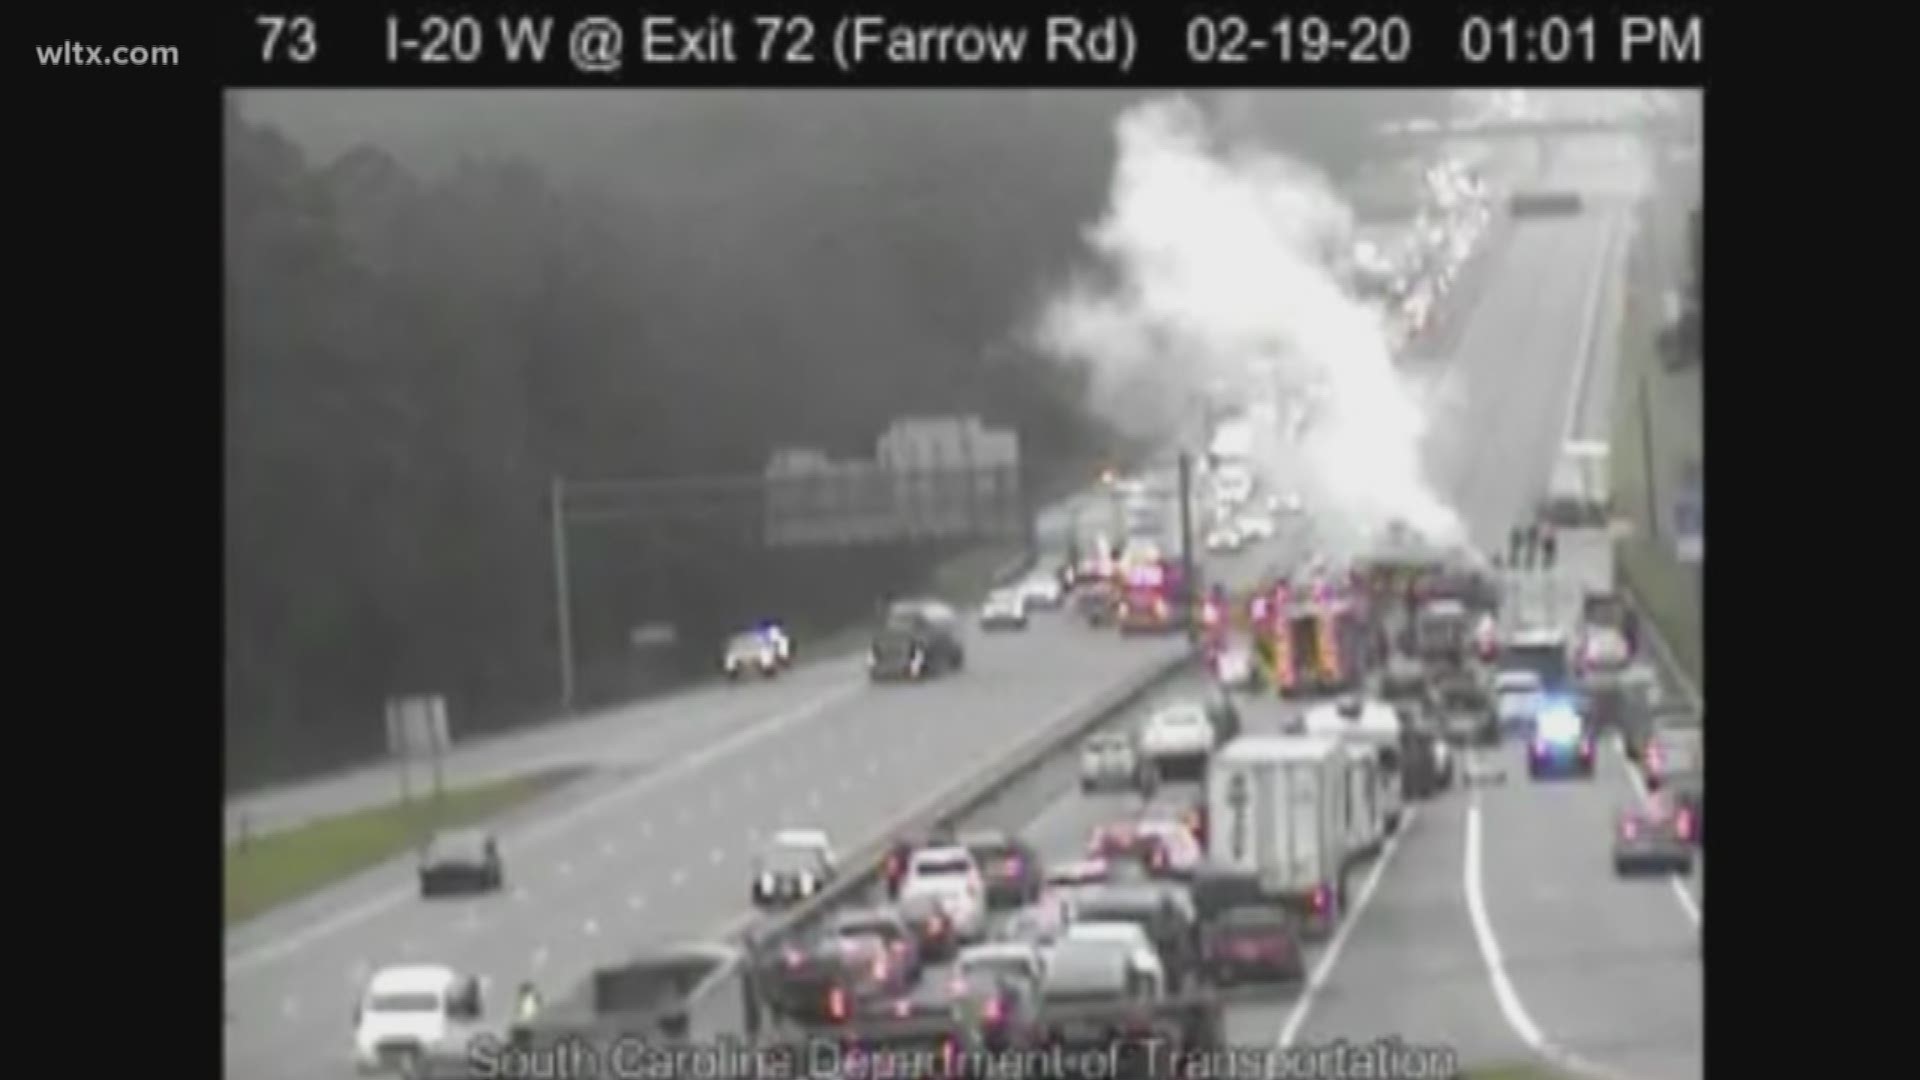 73 I-20 W @ Exit 72 (Farrow Rd) 02-19-20 01:01 PM
wltx.com
South Carolina Department of Transportation